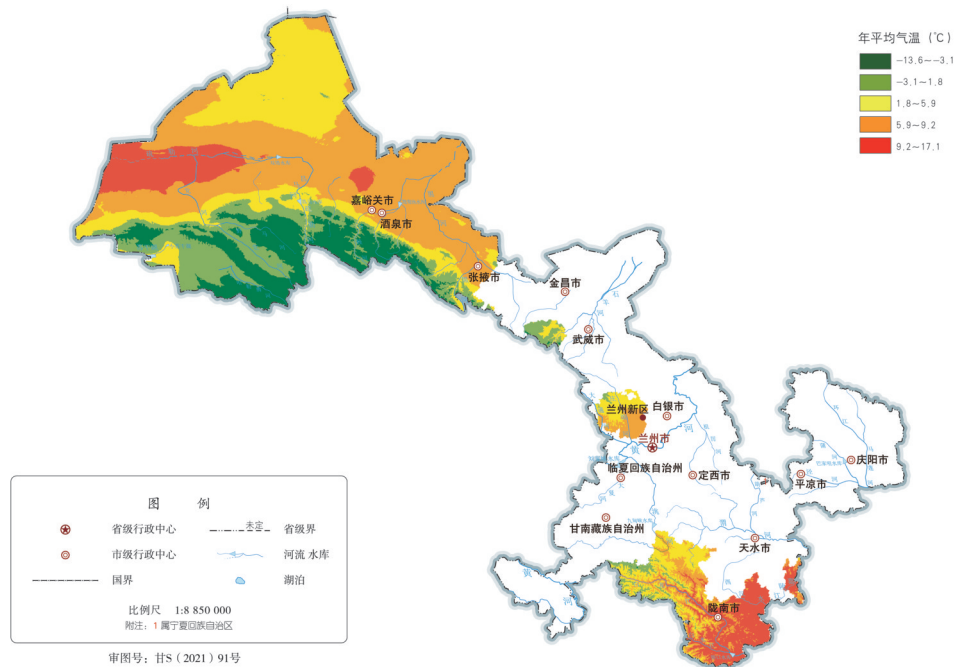 年平均气温（℃）
-13.6~-3.1
-3.1~1.8
1.8~5.9
5.9~9.2
9.2~17.1
嘉峪关市
酒泉市
张掖市
金昌市
武威市
兰州新区
白银市
兰州市
临夏回族自治州
定西市
平凉市
庆阳市
甘南藏族自治州
天水市
陇南市
黄
河
图 例
省级行政中心
未定
省级界
市级行政中心
河流 水库
国界
湖泊
比例尺 1:8 850 000
附注：1 属宁夏回族自治区
审图号：甘S（2021）91号